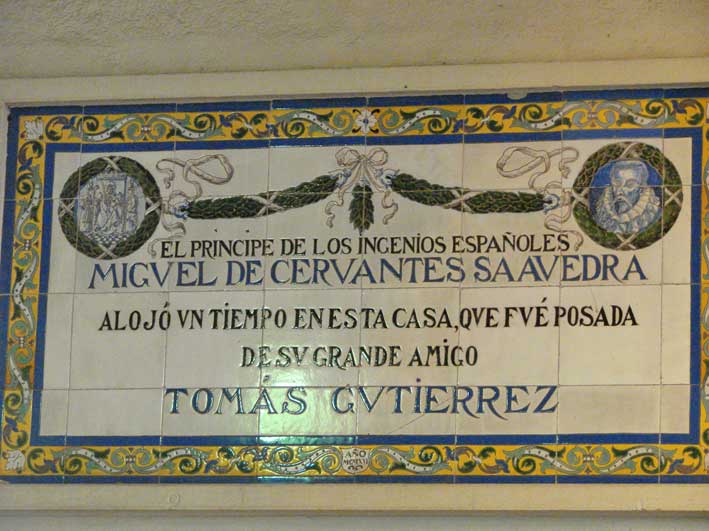 EL PRINCIPE DE LOS INGENIOS ESPAÑOLES
MIGVEL DE CERVANTES SAAVEDRA
ALOJÓ VN TIEMPO EN ESTA CASA, QVE FVÉ POSADA
DE SV GRANDE AMIGO
TOMÁS GVTIERREZ
AÑO